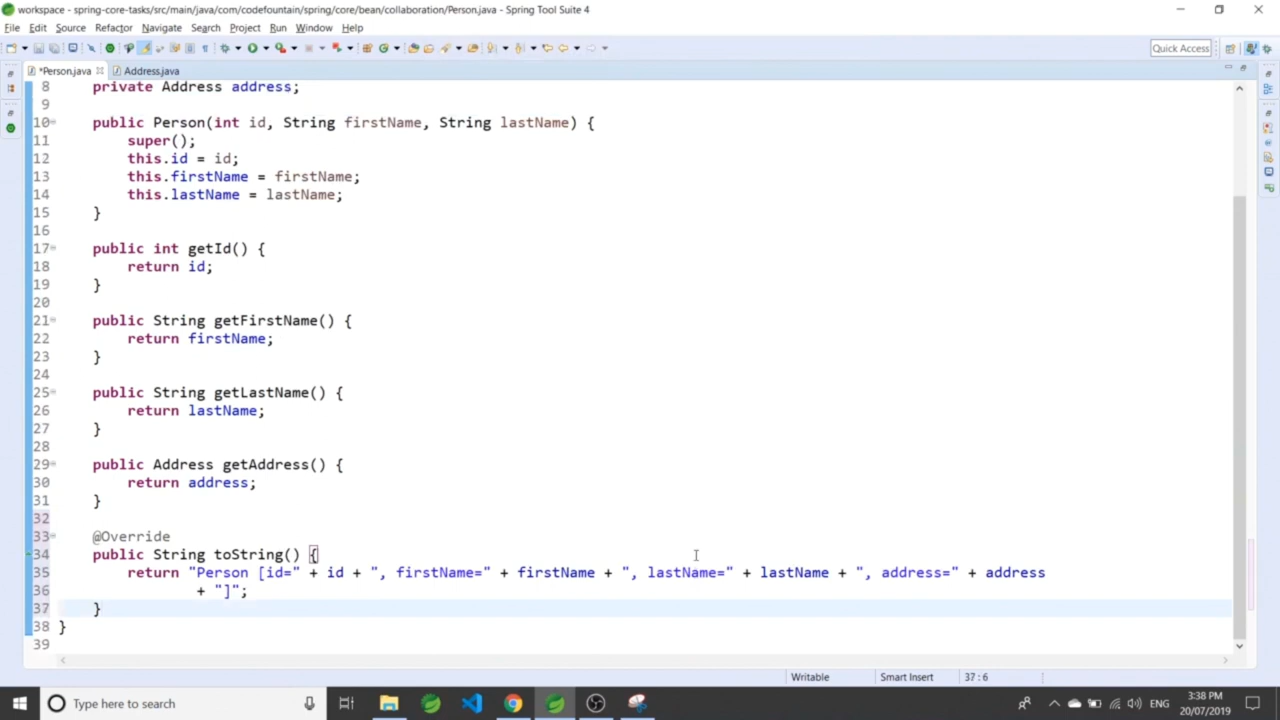 workspace - spring-core-tasks/src/main/java/com/codefountain/spring/core/bean/collaboration/Person.java - Spring Tool Suite 4
File Edit Source Refactor Navigate Search Project Run Window Help
Quick Access
*Person.java Address.java
8 private Address address;
9
10 public Person(int id, String firstName, String lastName) {
11 super();
12 this.id = id;
13 this.firstName = firstName;
14 this.lastName = lastName;
15 }
16
17 public int getId() {
18 return id;
19 }
20
21 public String getFirstName() {
22 return firstName;
23 }
24
25 public String getLastName() {
26 return lastName;
27 }
28
29 public Address getAddress() {
30 return address;
31 }
32
33 @Override
34 public String toString() {
35 return "Person [id=" + id + ", firstName=" + firstName + ", lastName=" + lastName + ", address=" + address
36 + "]";
37 }
38 }
39
Writable Smart Insert 37 : 6
Type here to search
ENG
3:38 PM
20/07/2019